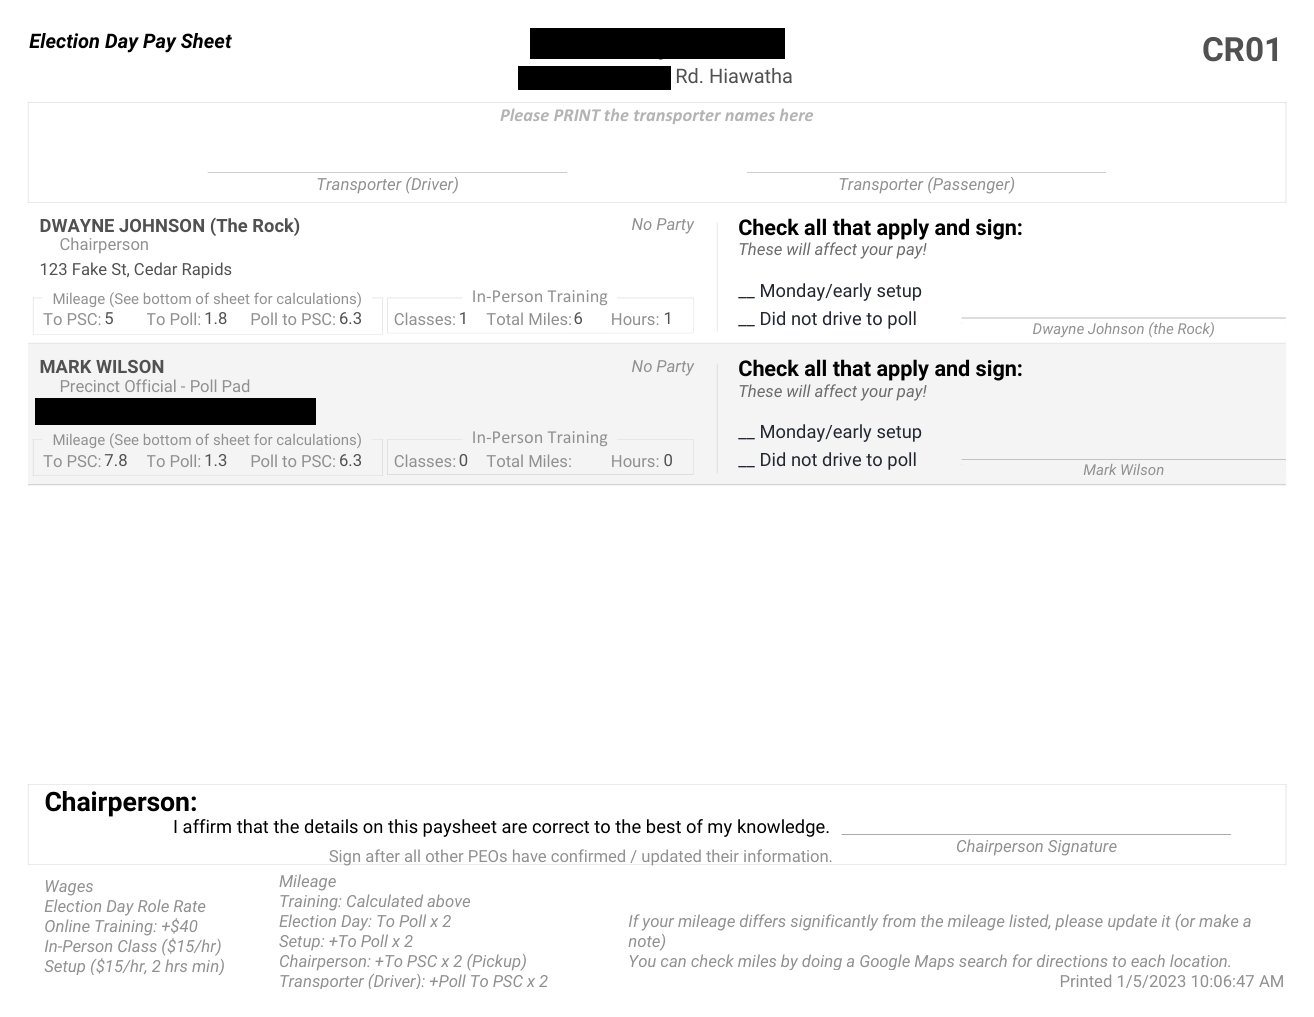 Election Day Pay Sheet
CR01
Rd. Hiawatha
Please PRINT the transporter names here
Transporter (Driver)
Transporter (Passenger)
DWAYNE JOHNSON (The Rock)
No Party
Chairperson
123 Fake St, Cedar Rapids
Mileage (See bottom of sheet for calculations)
To PSC: 5 To Poll: 1.8 Poll to PSC: 6.3
In-Person Training
Classes: 1 Total Miles: 6 Hours: 1
Check all that apply and sign:
These will affect your pay!
__ Monday/early setup
__ Did not drive to poll
Dwayne Johnson (the Rock)
MARK WILSON
No Party
Precinct Official - Poll Pad
Mileage (See bottom of sheet for calculations)
To PSC: 7.8 To Poll: 1.3 Poll to PSC: 6.3
In-Person Training
Classes: 0 Total Miles: Hours: 0
Check all that apply and sign:
These will affect your pay!
__ Monday/early setup
__ Did not drive to poll
Mark Wilson
Chairperson:
I affirm that the details on this paysheet are correct to the best of my knowledge.
Chairperson Signature
Sign after all other PEOs have confirmed / updated their information.
Wages
Election Day Role Rate
Online Training: +$40
In-Person Class ($15/hr)
Setup ($15/hr, 2 hrs min)
Mileage
Training: Calculated above
Election Day: To Poll x 2
Setup: +To Poll x 2
Chairperson: +To PSC x 2 (Pickup)
Transporter (Driver): +Poll To PSC x 2
If your mileage differs significantly from the mileage listed, please update it (or make a
note)
You can check miles by doing a Google Maps search for directions to each location.
Printed 1/5/2023 10:06:47 AM